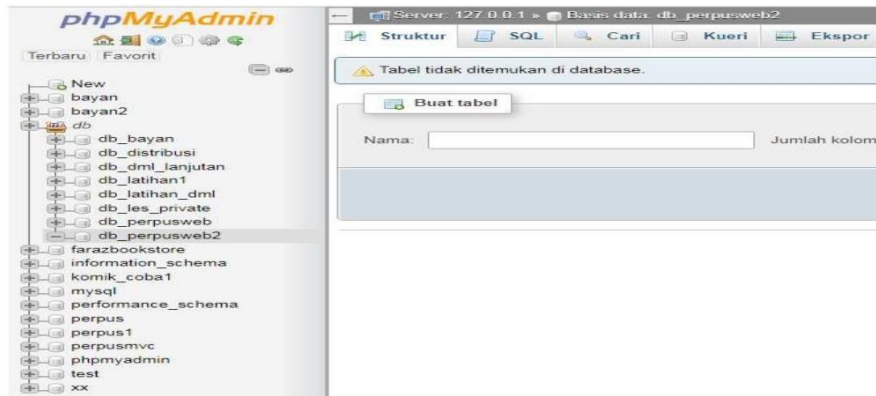 phpMyAdmin
Terbaru Favorit
New
bayan
bayan2
db
db_bayan
db_distribusi
db_dml_lanjutan
db_latihan1
db_latihan_dml
db_les_private
db_perpusweb
db_perpusweb2
farazbookstore
information_schema
komik_coba1
mysql
performance_schema
perpus
perpus1
perpusmvc
phpmyadmin
test
xx
Server: 127.0.0.1 » Basis data: db_perpusweb2
Struktur SQL Cari Kueri Ekspor
Tabel tidak ditemukan di database.
Buat tabel
Nama: Jumlah kolom